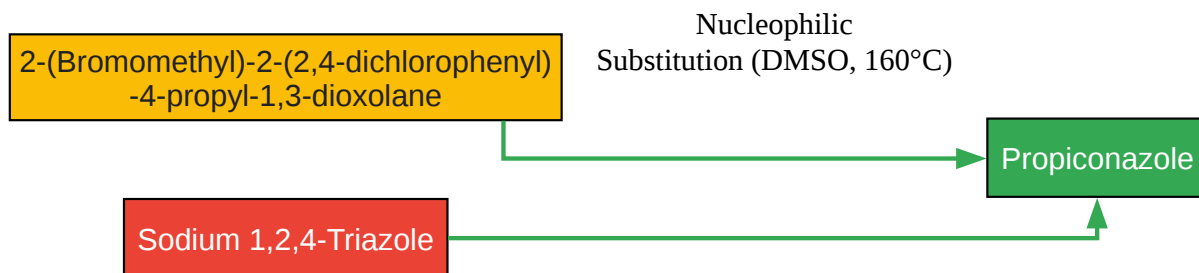 Nucleophilic
Substitution (DMSO, 160°C)
2-(Bromomethyl)-2-(2,4-dichlorophenyl)
-4-propyl-1,3-dioxolane
Propiconazole
Sodium 1,2,4-Triazole